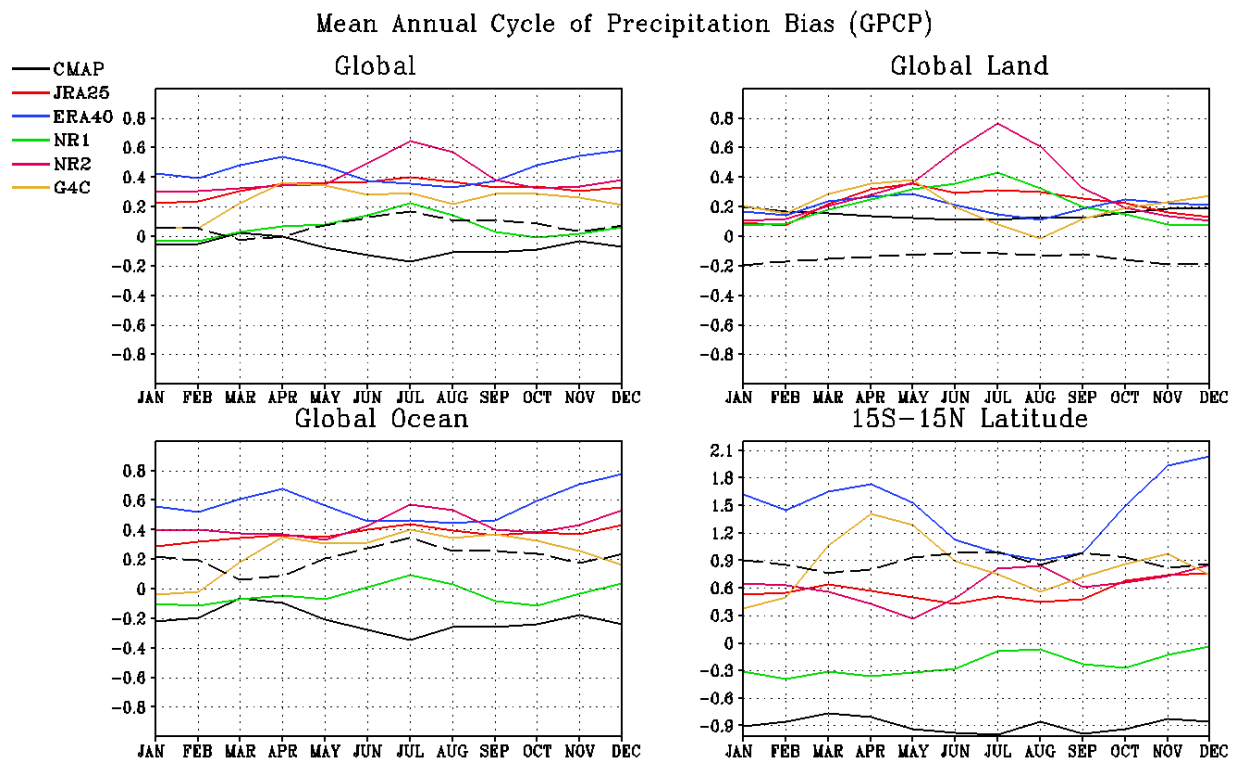 Mean Annual Cycle of Precipitation Bias (GPCP)
CMAP
JRA25
ERA40
NR1
NR2
G4C
Global
0.8
0.6
0.4
0.2
0
-0.2
-0.4
-0.6
-0.8
JAN FEB MAR APR MAY JUN JUL AUG SEP OCT NOV DEC
Global Land
0.8
0.6
0.4
0.2
0
-0.2
-0.4
-0.6
-0.8
JAN FEB MAR APR MAY JUN JUL AUG SEP OCT NOV DEC
Global Ocean
0.8
0.6
0.4
0.2
0
-0.2
-0.4
-0.6
-0.8
JAN FEB MAR APR MAY JUN JUL AUG SEP OCT NOV DEC
15S-15N Latitude
2.1
1.8
1.5
1.2
0.9
0.6
0.3
0
-0.3
-0.6
-0.9
JAN FEB MAR APR MAY JUN JUL AUG SEP OCT NOV DEC